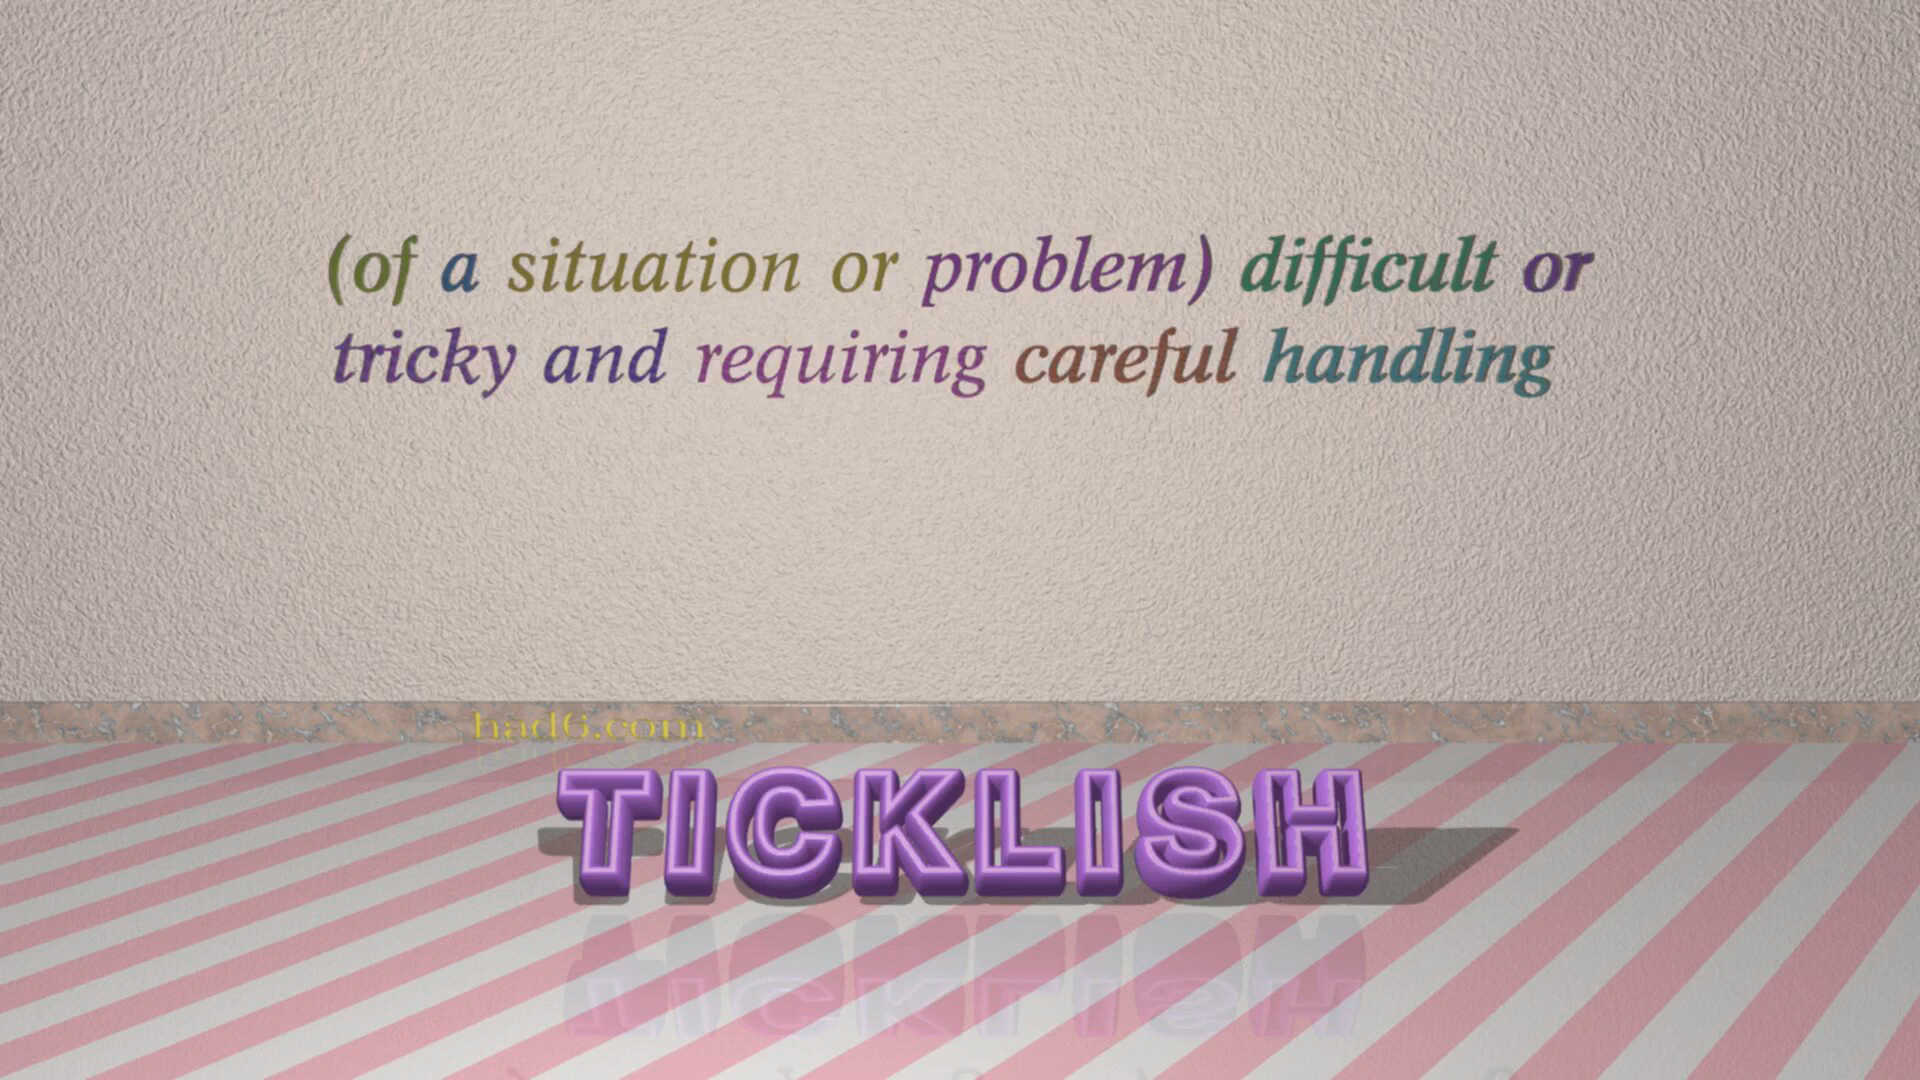 (of a situation or problem) difficult or
tricky and requiring careful handling
had6.com
TICKLISH